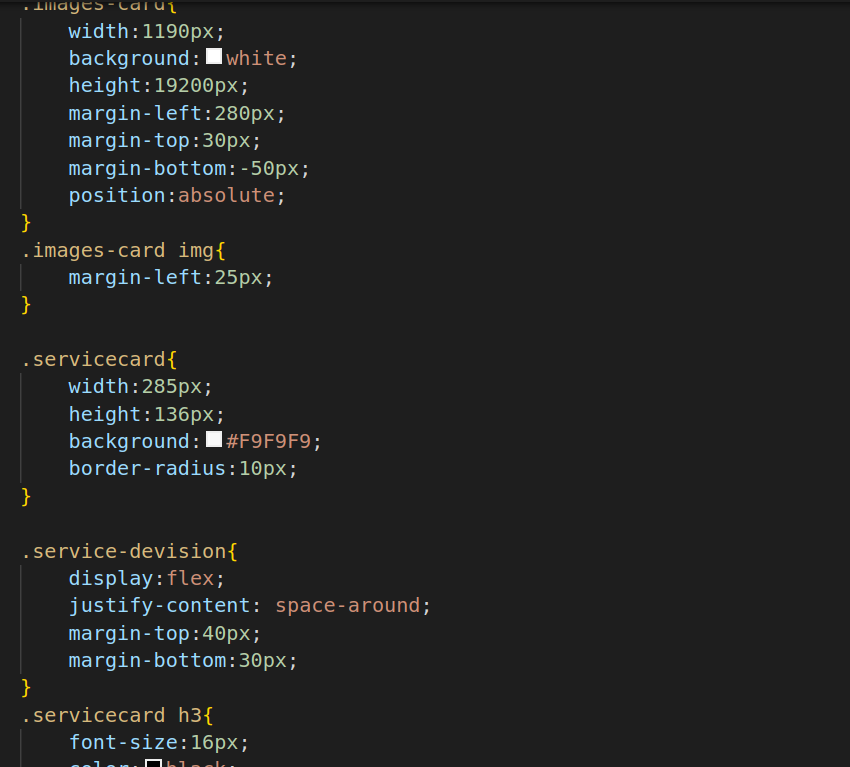 .images-card{
width:1190px;
background:white;
height:19200px;
margin-left:280px;
margin-top:30px;
margin-bottom:-50px;
position:absolute;
}
.images-card img{
margin-left:25px;
}
.servicecard{
width:285px;
height:136px;
background:#F9F9F9;
border-radius:10px;
}
.service-devision{
display:flex;
justify-content: space-around;
margin-top:40px;
margin-bottom:30px;
}
.servicecard h3{
font-size:16px;
color:black;